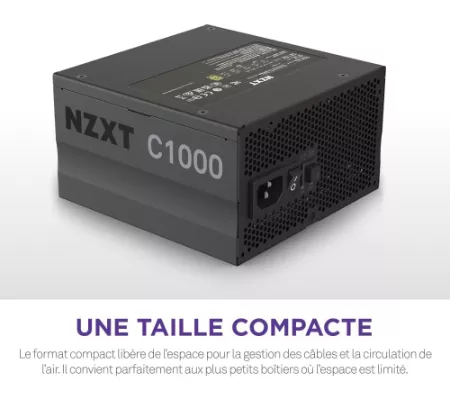 NZXT
NZXT
C1000
UNE TAILLE COMPACTE
Le format compact libère de l'espace pour la gestion des câbles et la circulation de
l'air. Il convient parfaitement aux plus petits boîtiers où l'espace est limité.